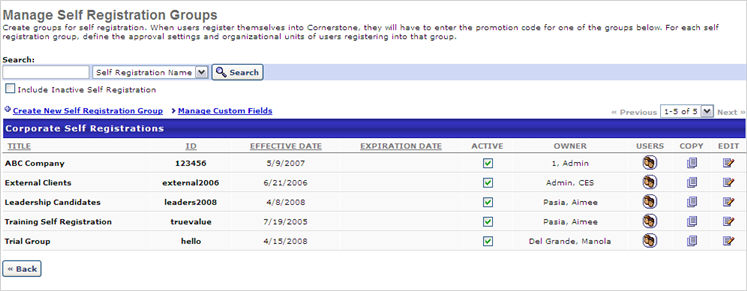 Manage Self Registration Groups
Create groups for self registration. When users register themselves into Cornerstone, they will have to enter the promotion code for one of the groups below. For each self
registration group, define the approval settings and organizational units of users registering into that group.
Search:
Self Registration Name Search
Include Inactive Self Registration
Create New Self Registration Group Manage Custom Fields « Previous 1-5 of 5 Next »
Corporate Self Registrations
TITLE ID EFFECTIVE DATE EXPIRATION DATE ACTIVE OWNER USERS COPY EDIT
ABC Company 123456 5/9/2007 1, Admin
External Clients external2006 6/21/2006 Admin, CES
Leadership Candidates leaders2008 4/8/2008 Pasia, Aimee
Training Self Registration truevalue 7/19/2005 Pasia, Aimee
Trial Group hello 4/15/2008 Del Grande, Manola
« Back